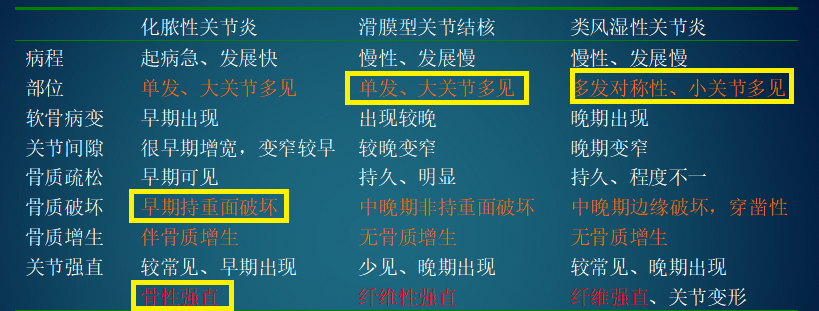 化脓性关节炎 滑膜型关节结核 类风湿性关节炎
病程 起病急、发展快 慢性、发展慢 慢性、发展慢
部位 单发、大关节多见 单发、大关节多见 多发对称性、小关节多见
软骨病变 早期出现 出现较晚 晚期出现
关节间隙 很早期增宽，变窄较早 较晚变窄 晚期变窄
骨质疏松 早期可见 持久、明显 持久、程度不一
骨质破坏 早期持重面破坏 中晚期非持重面破坏 中晚期边缘破坏，穿凿性
骨质增生 伴骨质增生 无骨质增生 无骨质增生
关节强直 较常见、早期出现 少见、晚期出现 较常见、晚期出现
骨性强直 纤维性强直 纤维强直、关节变形